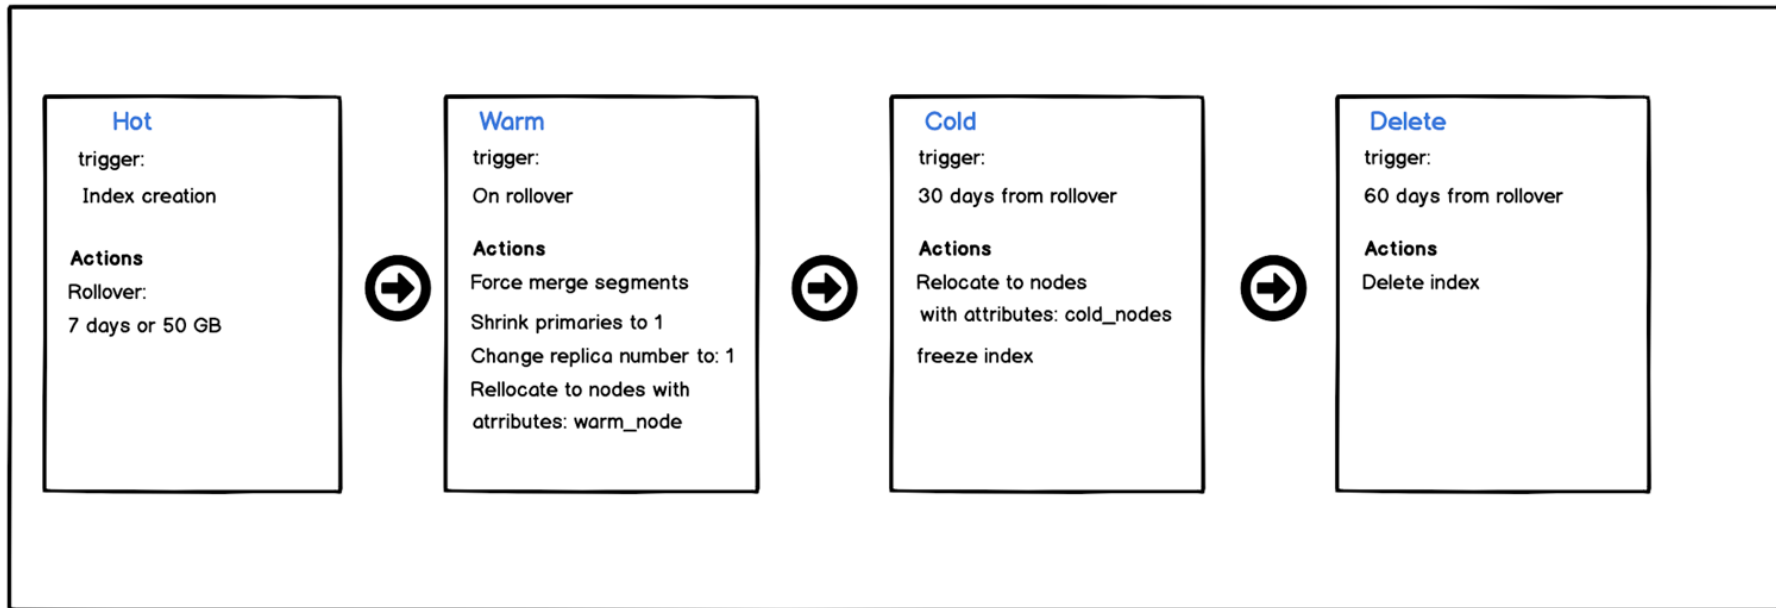 Hot
trigger:
Index creation
Actions
Rollover:
7 days or 50 GB
Warm
trigger:
On rollover
Actions
Force merge segments
Shrink primaries to 1
Change replica number to: 1
Rellocate to nodes with
atrributes: warm_node
Cold
trigger:
30 days from rollover
Actions
Relocate to nodes
with attributes: cold_nodes
freeze index
Delete
trigger:
60 days from rollover
Actions
Delete index